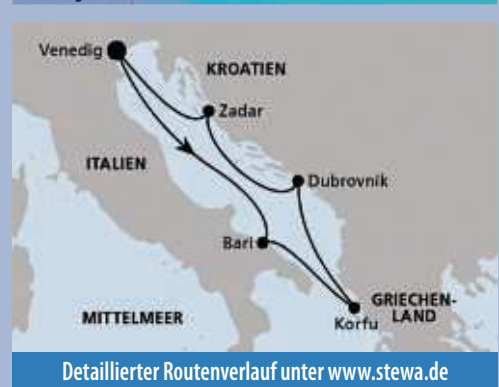 Venedig
KROATIEN
Zadar
ITALIEN
Dubrovnik
Bari
GRIECHEN-
LAND
Korfu
MITTELMEER
Detaillierter Routenverlauf unter www.stewa.de